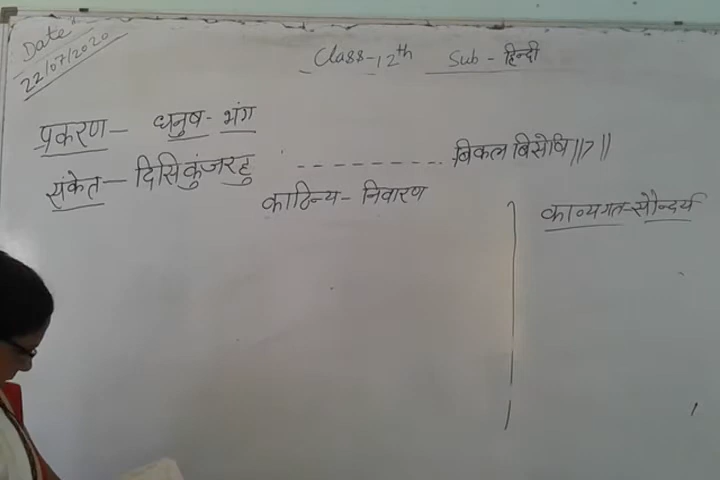 Date
22/07/2020
Class-12th Sub - हिन्दी
प्रकरण - धनुष - भंग
संकेत - दिसिकुंजरहु - - - - - - - - - बिकल बिसेषि ||7||
काठिन्य - निवारण
काव्यगत-सौन्दर्य